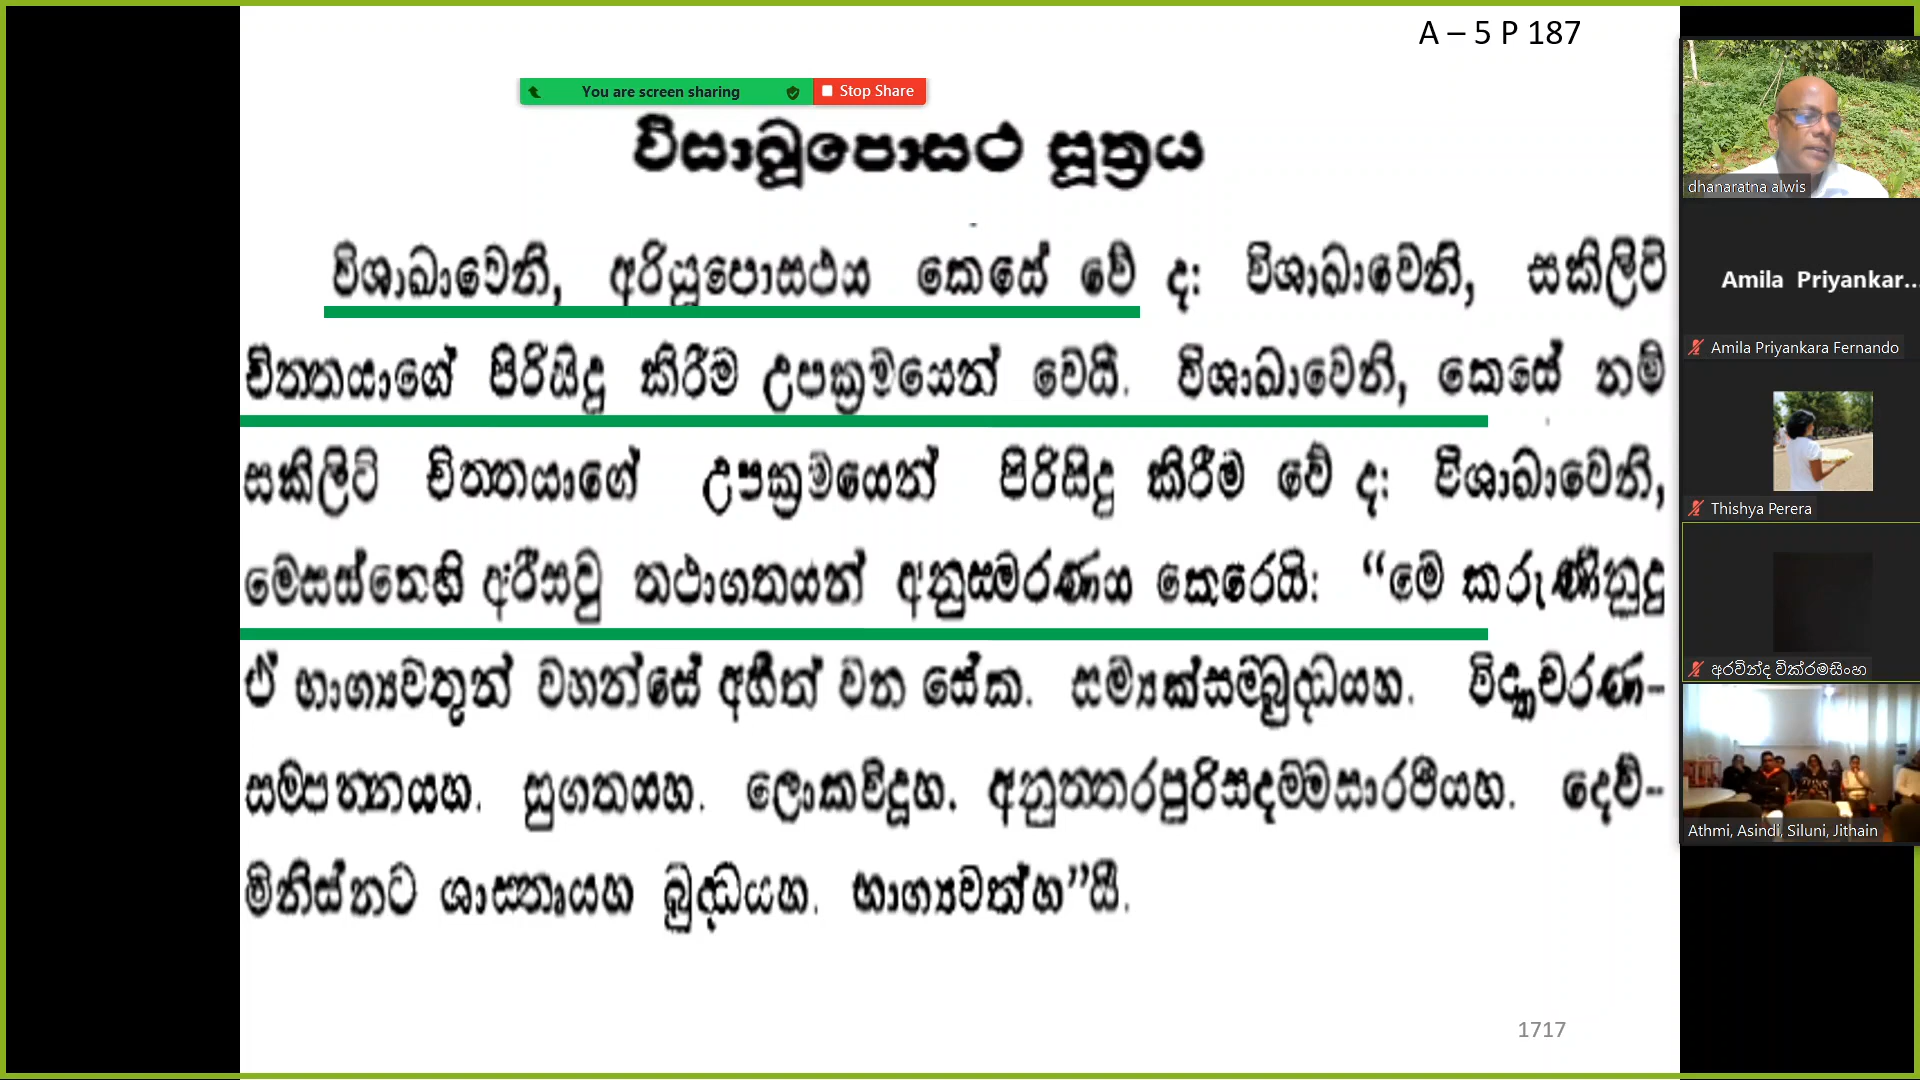 A – 5 P 187
You are screen sharing
Stop Share
විසාඛූපොසථ සූත්‍රය
විශාඛාවෙනි, අරියුපොසථය කෙසේ වේ ද: විශාඛාවෙනි, සකිලිටි
චිත්තයාගේ පිරිසිදු කිරීම උපක්‍රමයෙන් වෙයි. විශාඛාවෙනි, කෙසේ නම්
සකිලිටි චිත්තයාගේ උපක්‍රමයෙන් පිරිසිදු කිරීම වේ ද: විශාඛාවෙනි,
මෙසස්නෙහි අරිසවු තථාගතයන් අනුස්මරණය කෙරෙයි: “මේ කරුණිනුදු
ඒ භාග්‍යවතුන් වහන්සේ අර්හත් වන සේක. සම්‍යක්සම්බුද්ධයහ. විද්‍යාචරණ-
සම්පන්නයහ. සුගතයහ. ලොකවිදූහ. අනුත්තරපුරිසදම්මසාරථීයහ. දෙව්-
මිනිස්නට ශාස්තෘයහ බුද්ධයහ. භාග්‍යවත්හ”යී.
1717
dhanaratna alwis
Amila Priyankar...
Amila Priyankara Fernando
Thishya Perera
අරවින්ද වික්රමසිංහ
Athmi, Asindi, Siluni, Jithain